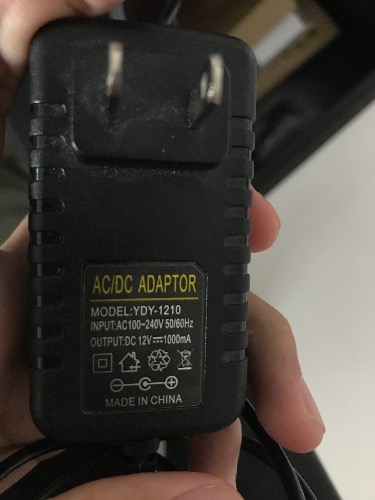 AC/DC ADAPTOR
MODEL:YDY-1210
INPUT:AC100~240V 50/60Hz
OUTPUT:DC 12V⎓1000mA
MADE IN CHINA